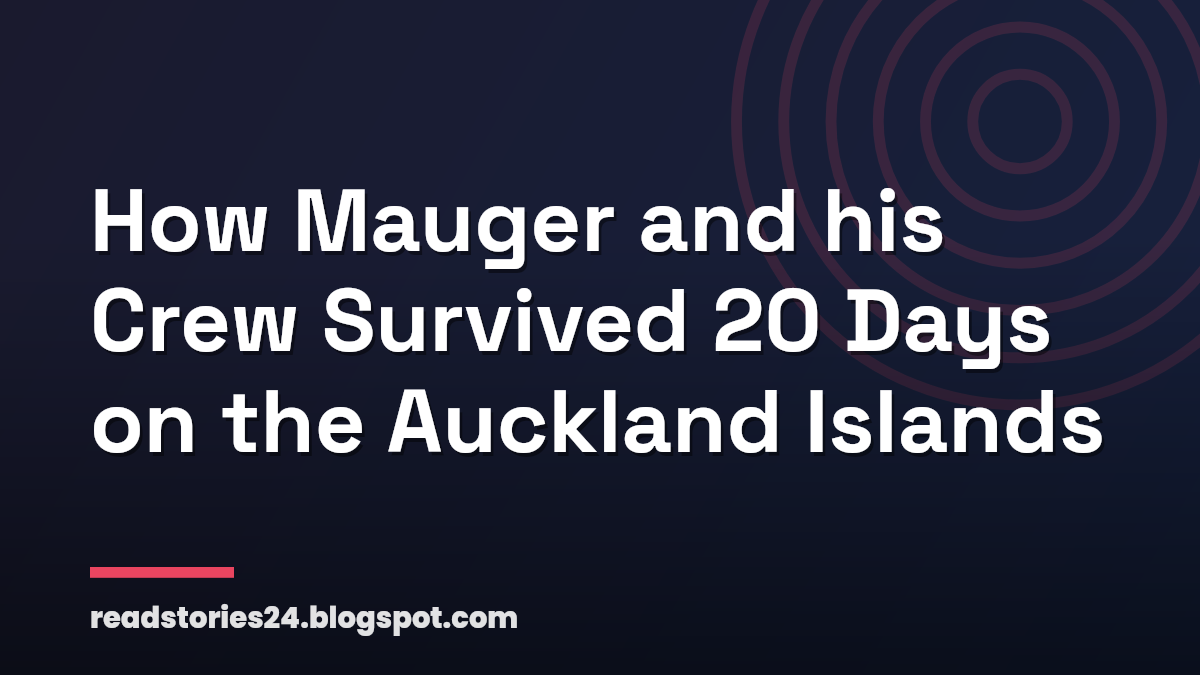 How Mauger and his
Crew Survived 20 Days
on the Auckland Islands
readstories24.blogspot.com